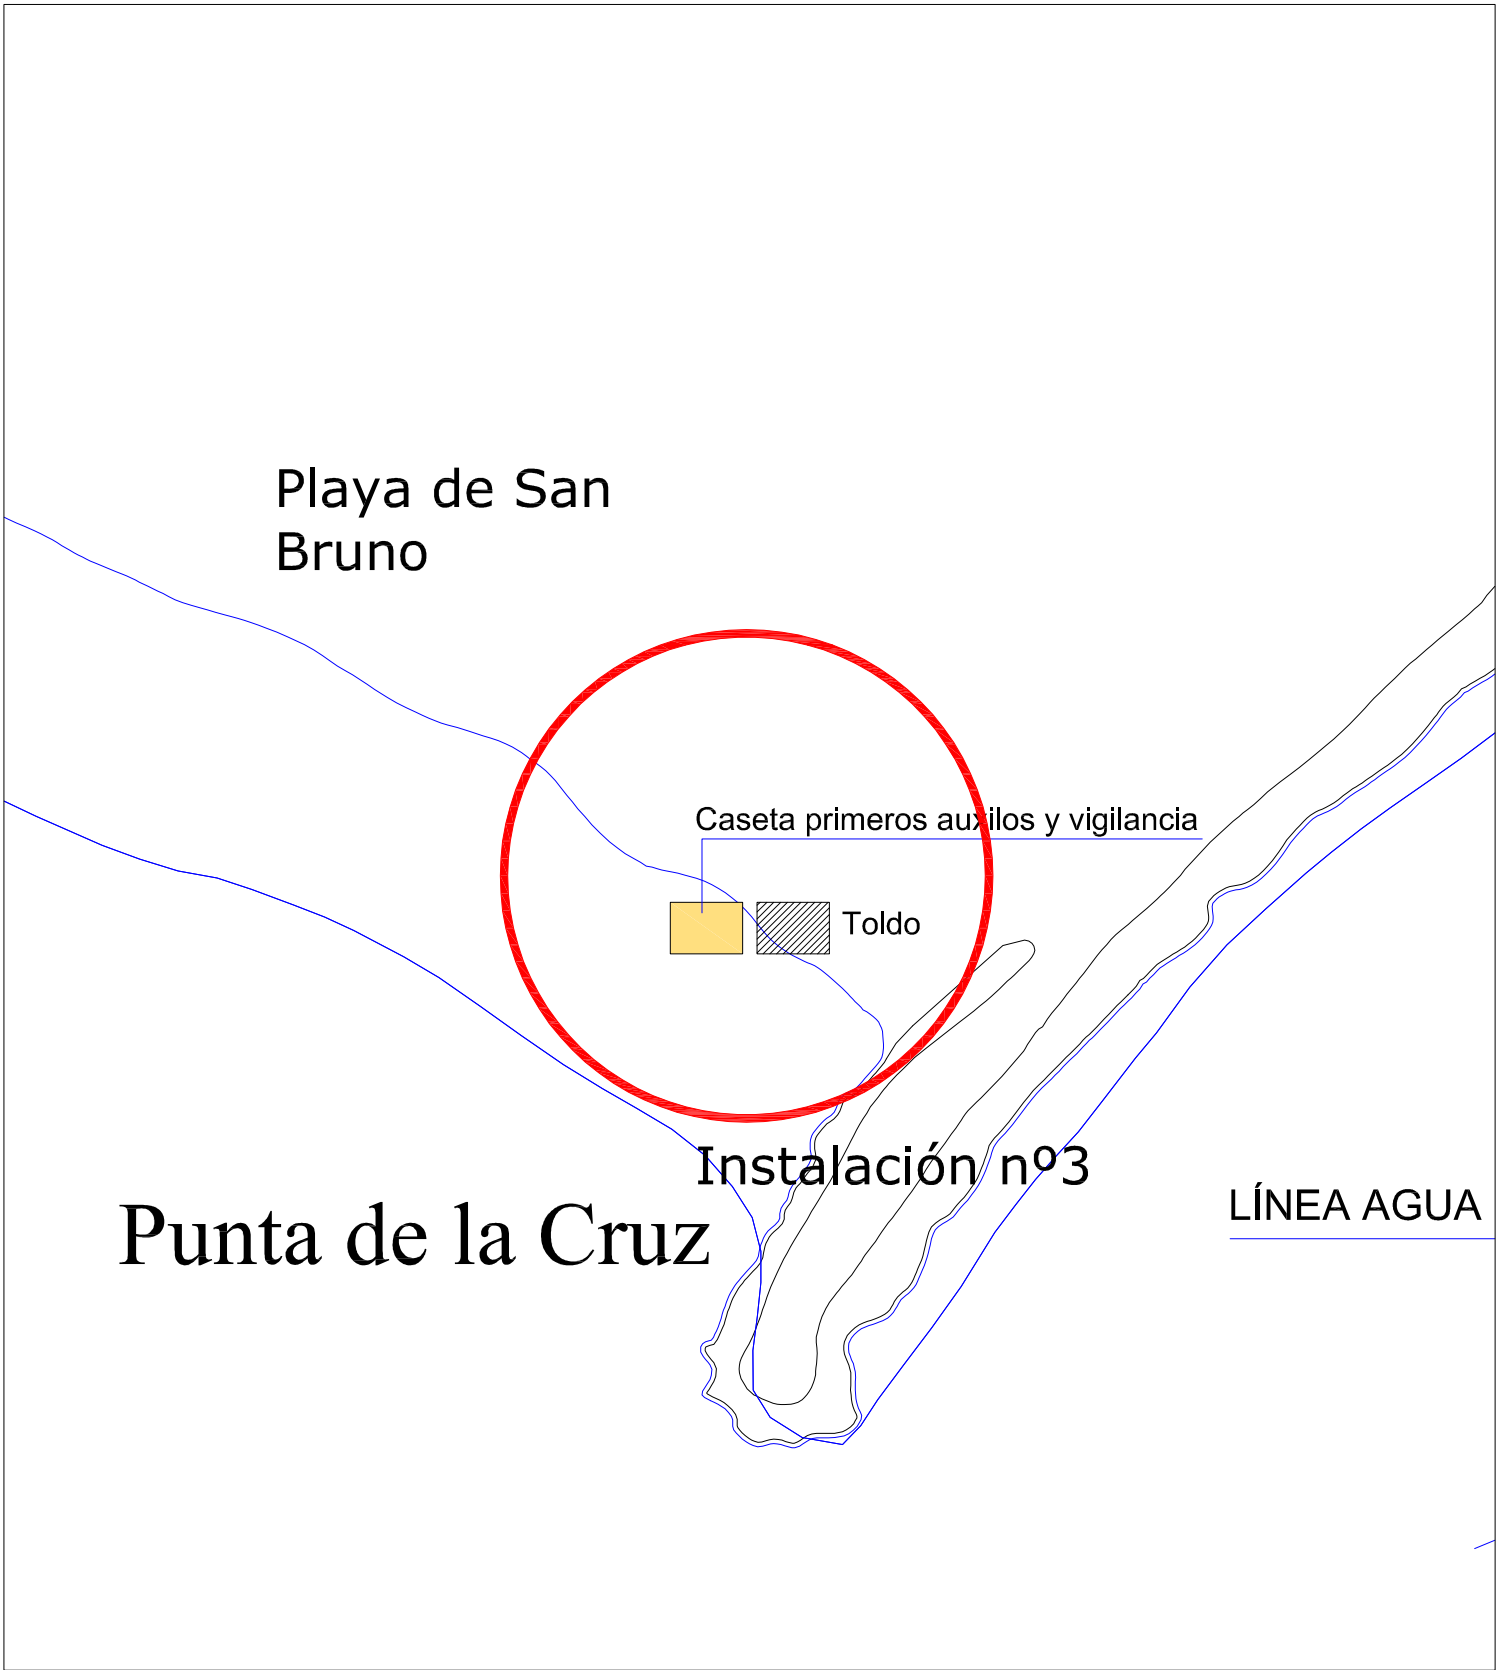 Playa de San
Bruno
Caseta primeros auxilos y vigilancia
Toldo
Instalación nº3
Punta de la Cruz
LÍNEA AGUA